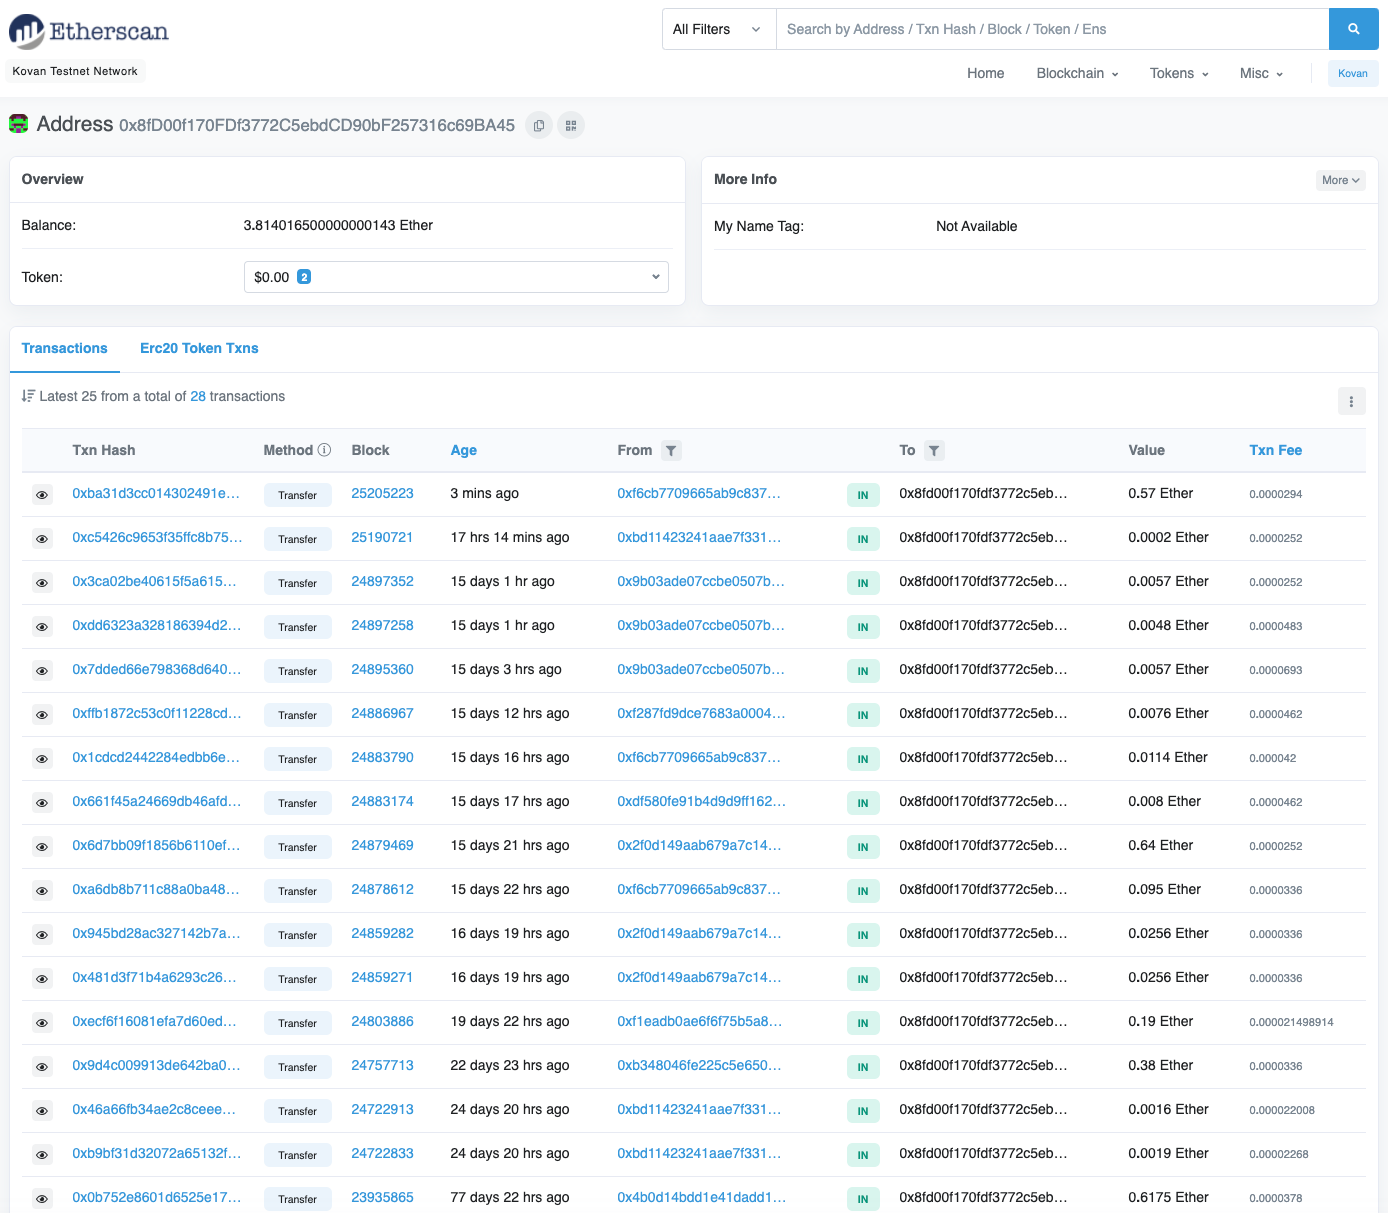 Etherscan
All Filters
Search by Address / Txn Hash / Block / Token / Ens
Kovan Testnet Network
Home Blockchain Tokens Misc Kovan
Address 0x8fD00f170FDf3772C5ebdCD90bF257316c69BA45
Overview
Balance: 3.814016500000000143 Ether
Token: $0.00 2
More Info More
My Name Tag: Not Available
Transactions Erc20 Token Txns
Latest 25 from a total of 28 transactions
Txn Hash Method Block Age From To Value Txn Fee
0xba31d3cc014302491e... Transfer 25205223 3 mins ago 0xf6cb7709665ab9c837... IN 0x8fd00f170fdf3772c5eb... 0.57 Ether 0.0000294
0xc5426c9653f35ffc8b75... Transfer 25190721 17 hrs 14 mins ago 0xbd11423241aae7f331... IN 0x8fd00f170fdf3772c5eb... 0.0002 Ether 0.0000252
0x3ca02be40615f5a615... Transfer 24897352 15 days 1 hr ago 0x9b03ade07ccbe0507b... IN 0x8fd00f170fdf3772c5eb... 0.0057 Ether 0.0000252
0xdd6323a328186394d2... Transfer 24897258 15 days 1 hr ago 0x9b03ade07ccbe0507b... IN 0x8fd00f170fdf3772c5eb... 0.0048 Ether 0.0000483
0x7dded66e798368d640... Transfer 24895360 15 days 3 hrs ago 0x9b03ade07ccbe0507b... IN 0x8fd00f170fdf3772c5eb... 0.0057 Ether 0.0000693
0xffb1872c53c0f11228cd... Transfer 24886967 15 days 12 hrs ago 0xf287fd9dce7683a0004... IN 0x8fd00f170fdf3772c5eb... 0.0076 Ether 0.0000462
0x1cdcd2442284edbb6e... Transfer 24883790 15 days 16 hrs ago 0xf6cb7709665ab9c837... IN 0x8fd00f170fdf3772c5eb... 0.0114 Ether 0.000042
0x661f45a24669db46afd... Transfer 24883174 15 days 17 hrs ago 0xdf580fe91b4d9d9ff162... IN 0x8fd00f170fdf3772c5eb... 0.008 Ether 0.0000462
0x6d7bb09f1856b6110ef... Transfer 24879469 15 days 21 hrs ago 0x2f0d149aab679a7c14... IN 0x8fd00f170fdf3772c5eb... 0.64 Ether 0.0000252
0xa6db8b711c88a0ba48... Transfer 24878612 15 days 22 hrs ago 0xf6cb7709665ab9c837... IN 0x8fd00f170fdf3772c5eb... 0.095 Ether 0.0000336
0x945bd28ac327142b7a... Transfer 24859282 16 days 19 hrs ago 0x2f0d149aab679a7c14... IN 0x8fd00f170fdf3772c5eb... 0.0256 Ether 0.0000336
0x481d3f71b4a6293c26... Transfer 24859271 16 days 19 hrs ago 0x2f0d149aab679a7c14... IN 0x8fd00f170fdf3772c5eb... 0.0256 Ether 0.0000336
0xecf6f16081efa7d60ed... Transfer 24803886 19 days 22 hrs ago 0xf1eadb0ae6f6f75b5a8... IN 0x8fd00f170fdf3772c5eb... 0.19 Ether 0.000021498914
0x9d4c009913de642ba0... Transfer 24757713 22 days 23 hrs ago 0xb348046fe225c5e650... IN 0x8fd00f170fdf3772c5eb... 0.38 Ether 0.0000336
0x46a66fb34ae2c8ceee... Transfer 24722913 24 days 20 hrs ago 0xbd11423241aae7f331... IN 0x8fd00f170fdf3772c5eb... 0.0016 Ether 0.000022008
0xb9bf31d32072a65132f... Transfer 24722833 24 days 20 hrs ago 0xbd11423241aae7f331... IN 0x8fd00f170fdf3772c5eb... 0.0019 Ether 0.00002268
0x0b752e8601d6525e17... Transfer 23935865 77 days 22 hrs ago 0x4b0d14bdd1e41dadd1... IN 0x8fd00f170fdf3772c5eb... 0.6175 Ether 0.0000378